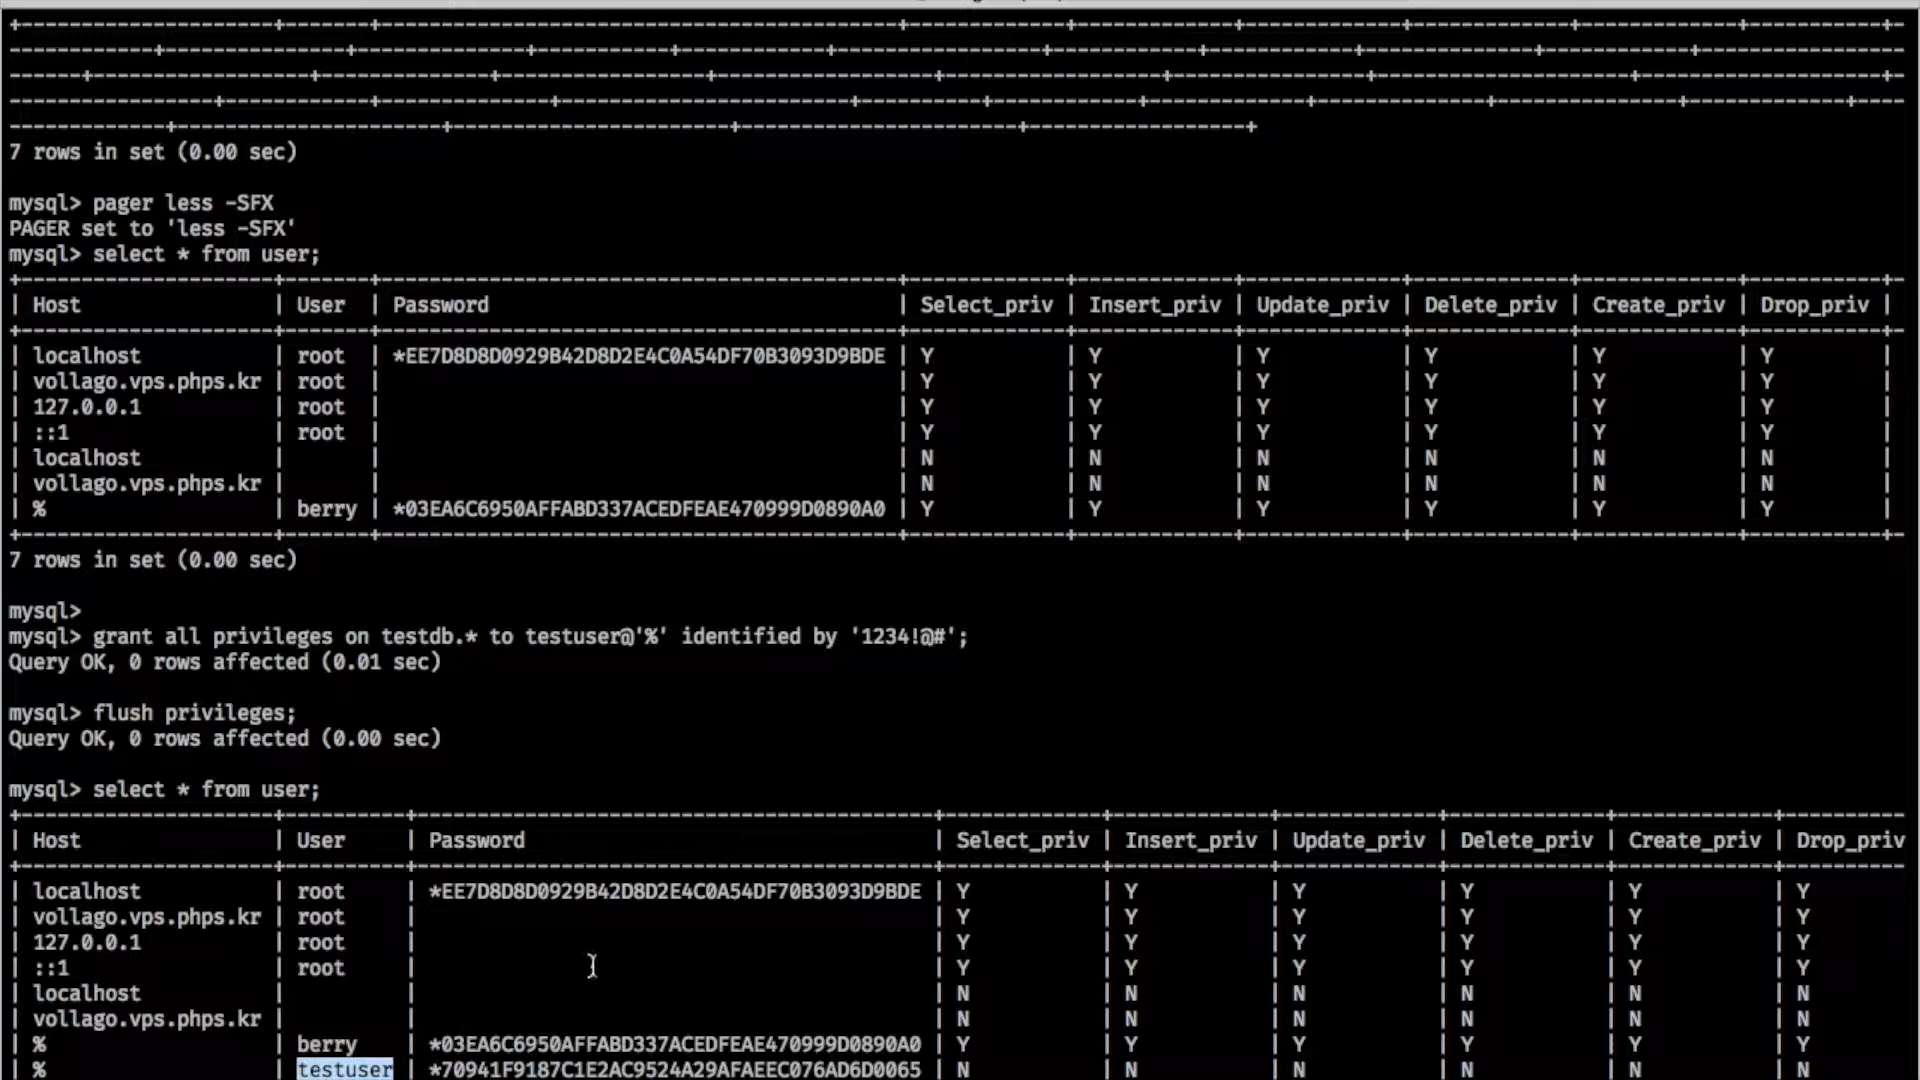 7 rows in set (0.00 sec)
mysql> pager less -SFX
PAGER set to 'less -SFX'
mysql> select * from user;
| Host | User | Password | Select_priv | Insert_priv | Update_priv | Delete_priv | Create_priv | Drop_priv |
| localhost | root | *EE7D8D8D0929B42D8D2E4C0A54DF70B3093D9BDE | Y | Y | Y | Y | Y | Y |
| vollago.vps.phps.kr | root | | Y | Y | Y | Y | Y | Y |
| 127.0.0.1 | root | | Y | Y | Y | Y | Y | Y |
| ::1 | root | | Y | Y | Y | Y | Y | Y |
| localhost | | | N | N | N | N | N | N |
| vollago.vps.phps.kr | | | N | N | N | N | N | N |
| % | berry | *03EA6C6950AFFABD337ACEDFEAE470999D0890A0 | Y | Y | Y | Y | Y | Y |
7 rows in set (0.00 sec)
mysql>
mysql> grant all privileges on testdb.* to testuser@'%' identified by '1234!@#';
Query OK, 0 rows affected (0.01 sec)
mysql> flush privileges;
Query OK, 0 rows affected (0.00 sec)
mysql> select * from user;
| Host | User | Password | Select_priv | Insert_priv | Update_priv | Delete_priv | Create_priv | Drop_priv
| localhost | root | *EE7D8D8D0929B42D8D2E4C0A54DF70B3093D9BDE | Y | Y | Y | Y | Y | Y
| vollago.vps.phps.kr | root | | Y | Y | Y | Y | Y | Y
| 127.0.0.1 | root | | Y | Y | Y | Y | Y | Y
| ::1 | root | | Y | Y | Y | Y | Y | Y
| localhost | | | N | N | N | N | N | N
| vollago.vps.phps.kr | | | N | N | N | N | N | N
| % | berry | *03EA6C6950AFFABD337ACEDFEAE470999D0890A0 | Y | Y | Y | Y | Y | Y
| % | testuser | *70941F9187C1E2AC9524A29AFAEEC076AD6D0065 | N | N | N | N | N | N